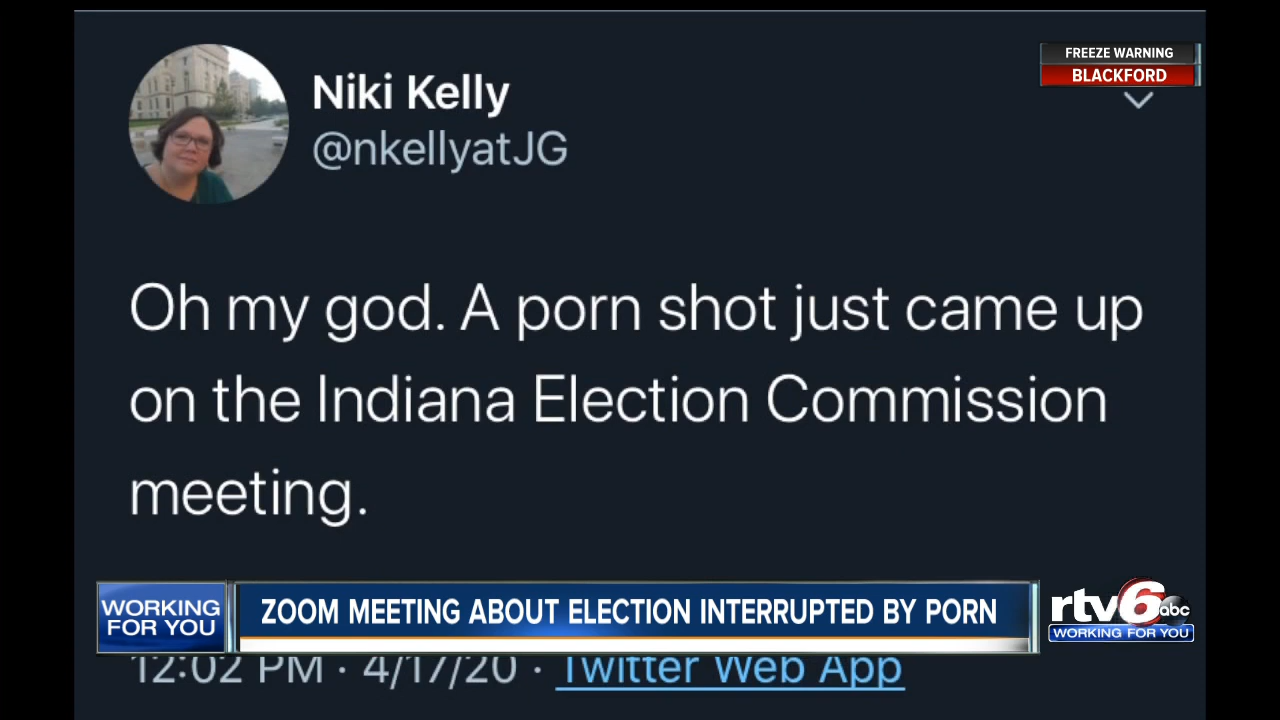 Niki Kelly
@nkellyatJG
FREEZE WARNING
BLACKFORD
Oh my god. A porn shot just came up
on the Indiana Election Commission
meeting.
WORKING
FOR YOU
ZOOM MEETING ABOUT ELECTION INTERRUPTED BY PORN
rtv6 abc
WORKING FOR YOU
12:02 PM · 4/17/20 · Twitter Web App